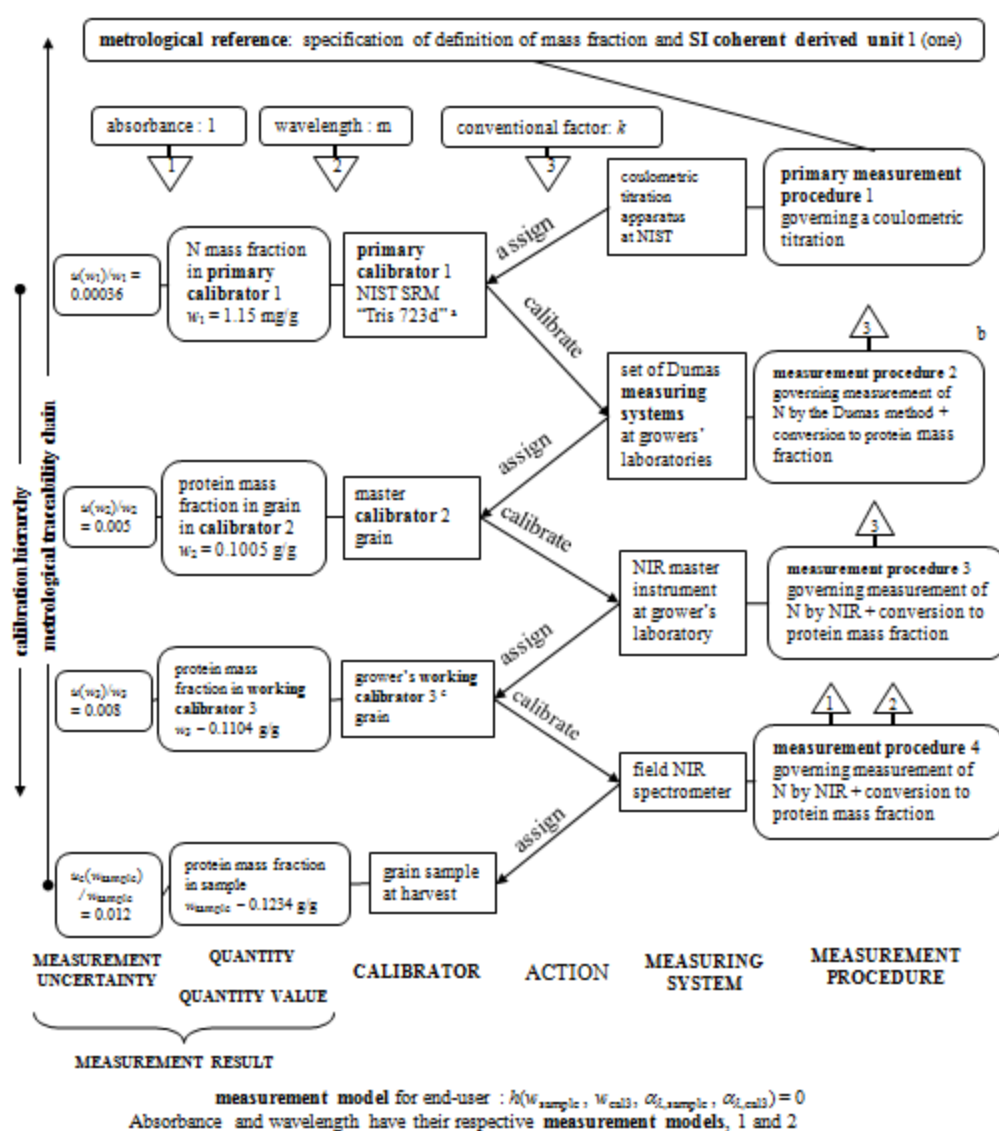 metrological reference: specification of definition of mass fraction and SI coherent derived unit 1 (one)
absorbance : 1
wavelength : m
conventional factor: k
1
2
3
coulometric
titration
apparatus
at NIST
primary measurement
procedure 1
governing a coulometric
titration
assign
u(w1)/w1 =
0.00036
N mass fraction
in primary
calibrator 1
w1 = 1.15 mg/g
primary
calibrator 1
NIST SRM
“Tris 723d” a
calibrate
3
b
set of Dumas
measuring
systems
at growers’
laboratories
measurement procedure 2
governing measurement of
N by the Dumas method +
conversion to protein mass
fraction
assign
u(w2)/w2
= 0.005
protein mass
fraction in grain
in calibrator 2
w2 = 0.1005 g/g
master
calibrator 2
grain
calibrate
3
NIR master
instrument
at grower’s
laboratory
measurement procedure 3
governing measurement of
N by NIR + conversion to
protein mass fraction
assign
u(w3)/w3
= 0.008
protein mass
fraction in working
calibrator 3
w3 – 0.1104 g/g
grower’s working
calibrator 3 c
grain
calibrate
1
2
field NIR
spectrometer
measurement procedure 4
governing measurement of
N by NIR + conversion to
protein mass fraction
assign
uc(wsample)
/wsample
= 0.012
protein mass fraction
in sample
wsample – 0.1234 g/g
grain sample
at harvest
calibration hierarchy
metrological traceability chain
MEASUREMENT
UNCERTAINTY
QUANTITY
QUANTITY VALUE
CALIBRATOR
ACTION
MEASURING
SYSTEM
MEASUREMENT
PROCEDURE
MEASUREMENT RESULT
measurement model for end-user : h(wsample , wcal3, αλ,sample , αλ,cal3) = 0
Absorbance and wavelength have their respective measurement models, 1 and 2